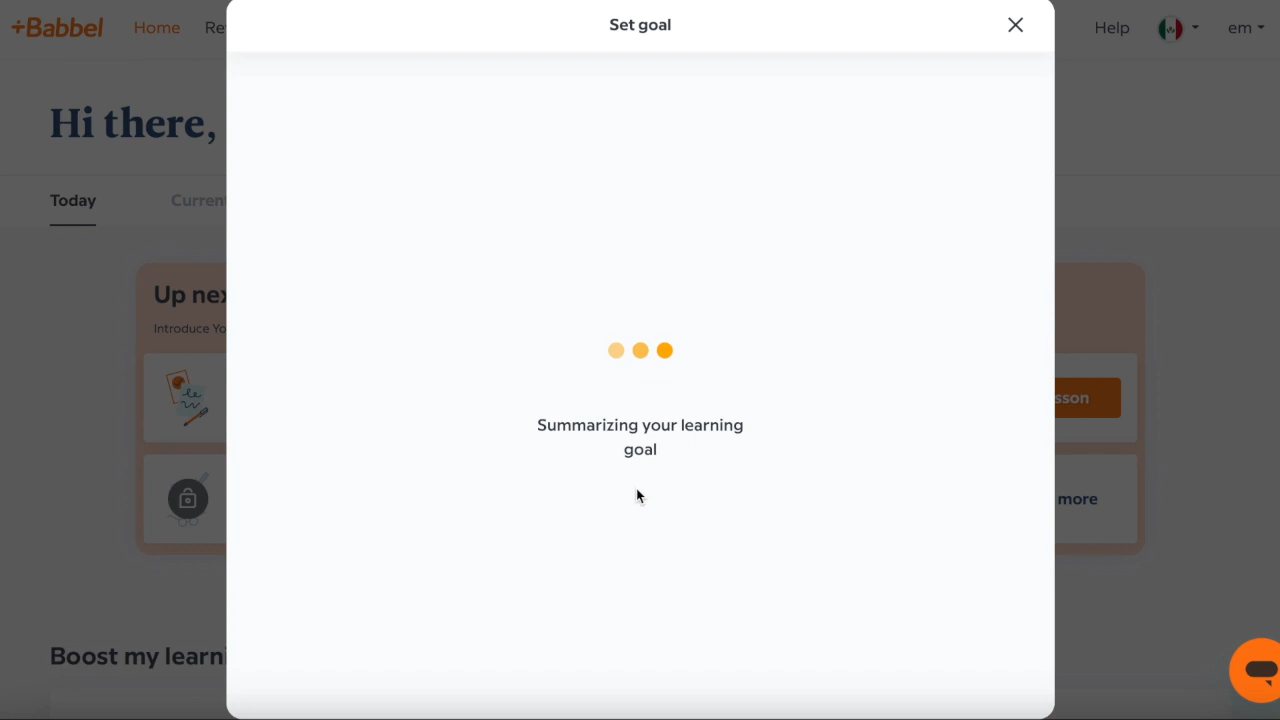 +Babbel Home Re Set goal Help em
Hi there,
Today Current
Up nex
Introduce Yo
sson
Summarizing your learning
goal
more
Boost my learni